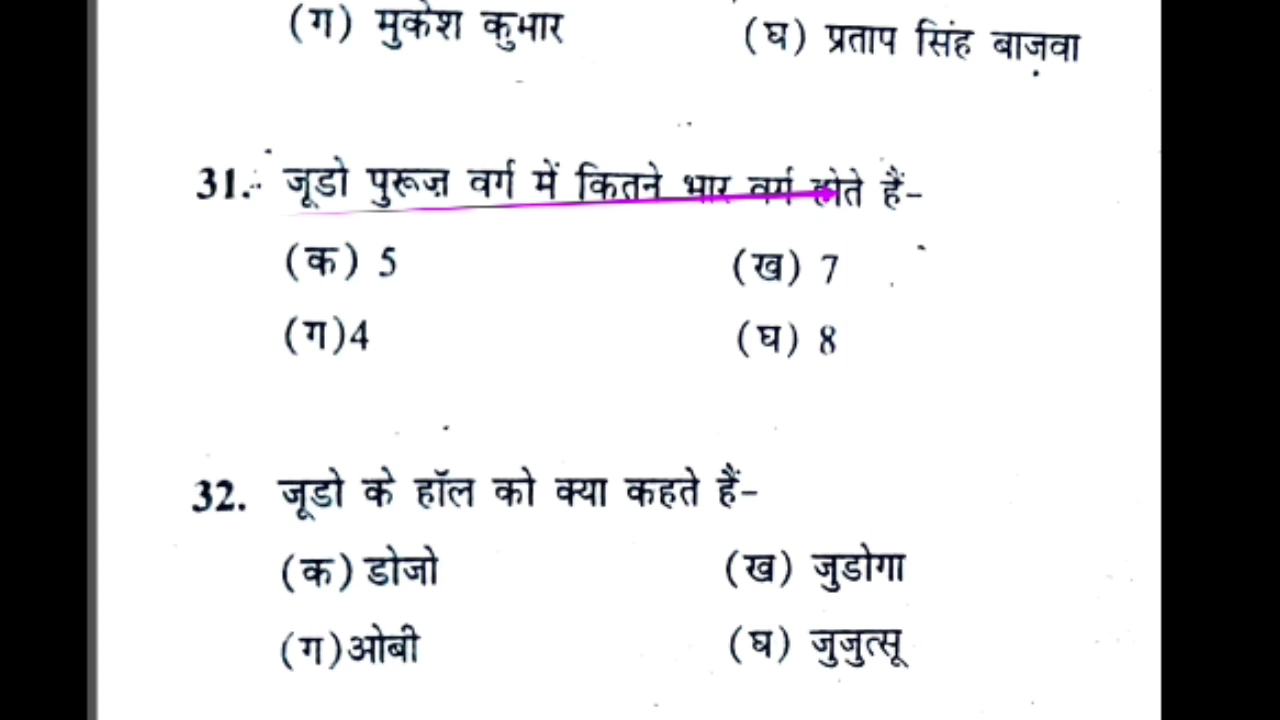 (ग) मुकेश कुमार (घ) प्रताप सिंह बाजवा
31. जूडो पुरूज़ वर्ग में कितने भार वर्ग होते हैं-
(क) 5 (ख) 7
(ग)4 (घ) 8
32. जूडो के हॉल को क्या कहते हैं-
(क) डोजो (ख) जुडोगा
(ग)ओबी (घ) जुजुत्सू